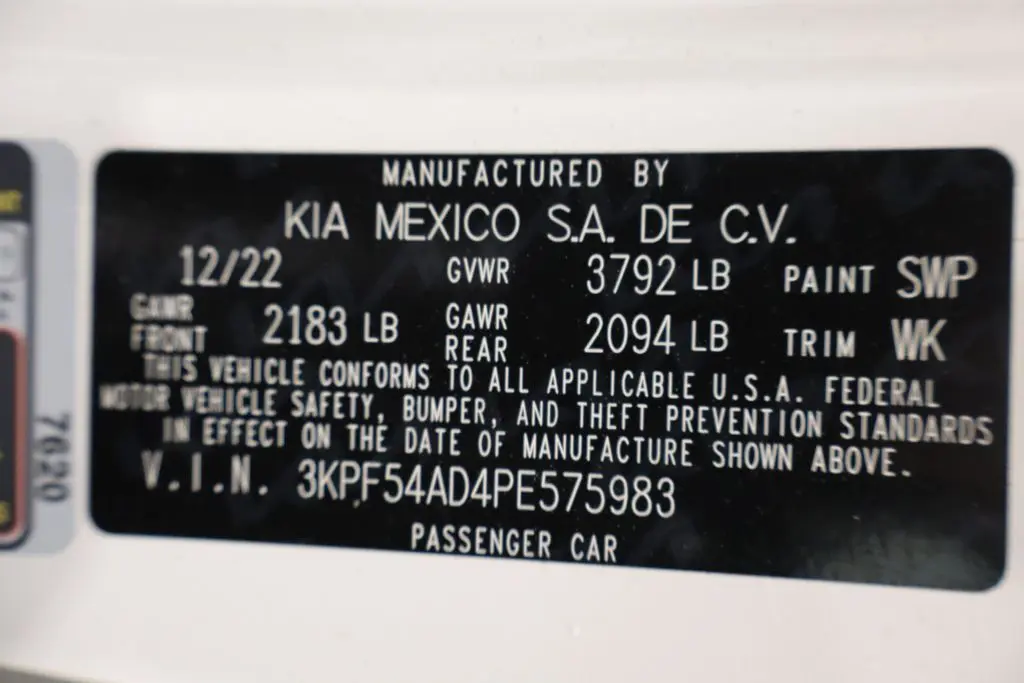 MANUFACTURED BY
KIA MEXICO S.A. DE C.V.
12/22 GVWR 3792 LB PAINT SWP
GAWR FRONT 2183 LB GAWR REAR 2094 LB TRIM WK
THIS VEHICLE CONFORMS TO ALL APPLICABLE U.S.A. FEDERAL
MOTOR VEHICLE SAFETY, BUMPER, AND THEFT PREVENTION STANDARDS
IN EFFECT ON THE DATE OF MANUFACTURE SHOWN ABOVE.
V.I.N. 3KPF54AD4PE575983
PASSENGER CAR
7620